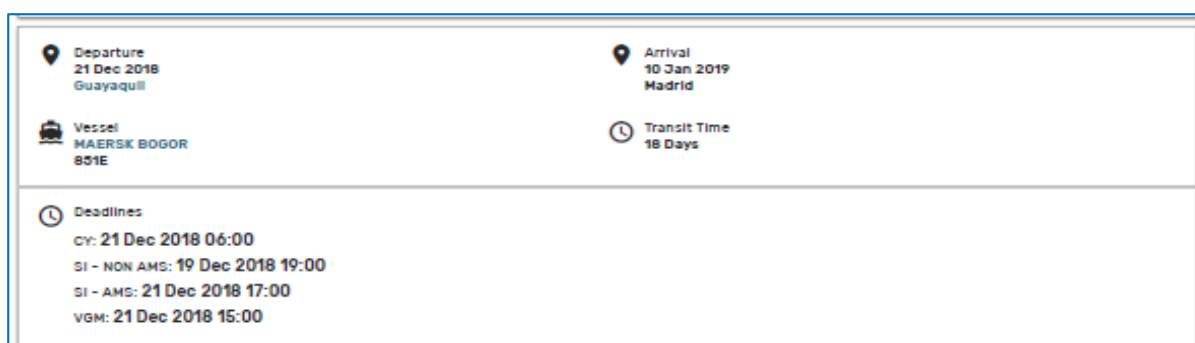 Departure
21 Dec 2018
Guayaquil
Arrival
10 Jan 2019
Madrid
Vessel
MAERSK BOGOR
851E
Transit Time
18 Days
Deadlines
CY: 21 Dec 2018 06:00
SI - NON AMS: 19 Dec 2018 19:00
SI - AMS: 21 Dec 2018 17:00
VGM: 21 Dec 2018 15:00